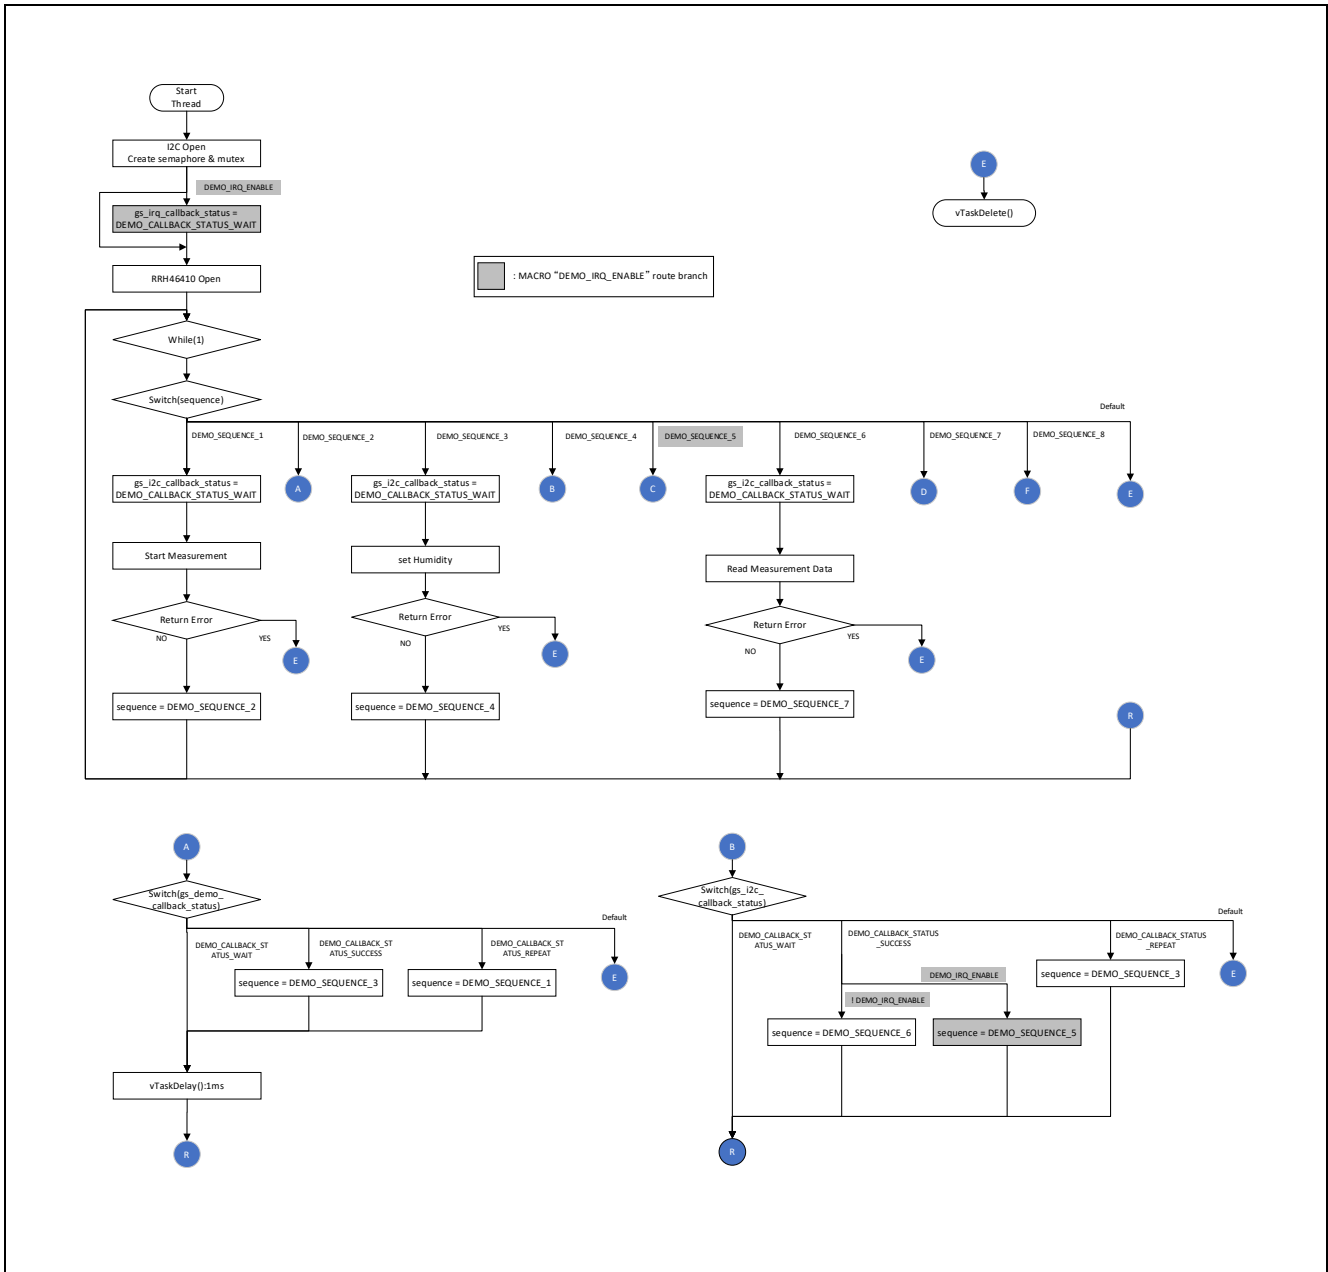 Start
Thread
I2C Open
Create semaphore & mutex
DEMO_IRQ_ENABLE
gs_irq_callback_status =
DEMO_CALLBACK_STATUS_WAIT
RRH46410 Open
E
vTaskDelete()
: MACRO “DEMO_IRQ_ENABLE” route branch
While(1)
Switch(sequence)
Default
DEMO_SEQUENCE_1
DEMO_SEQUENCE_2
DEMO_SEQUENCE_3
DEMO_SEQUENCE_4
DEMO_SEQUENCE_5
DEMO_SEQUENCE_6
DEMO_SEQUENCE_7
DEMO_SEQUENCE_8
gs_i2c_callback_status =
DEMO_CALLBACK_STATUS_WAIT
A
gs_i2c_callback_status =
DEMO_CALLBACK_STATUS_WAIT
B
C
gs_i2c_callback_status =
DEMO_CALLBACK_STATUS_WAIT
D
F
E
Start Measurement
set Humidity
Read Measurement Data
Return Error
NO
YES
E
Return Error
NO
YES
E
Return Error
NO
YES
E
sequence = DEMO_SEQUENCE_2
sequence = DEMO_SEQUENCE_4
sequence = DEMO_SEQUENCE_7
R
A
Switch(gs_demo_
callback_status)
Default
DEMO_CALLBACK_ST
ATUS_WAIT
DEMO_CALLBACK_ST
ATUS_SUCCESS
DEMO_CALLBACK_ST
ATUS_REPEAT
sequence = DEMO_SEQUENCE_3
sequence = DEMO_SEQUENCE_1
E
vTaskDelay():1ms
R
B
Switch(gs_i2c_
callback_status)
Default
DEMO_CALLBACK_ST
ATUS_WAIT
DEMO_CALLBACK_STATUS
_SUCCESS
DEMO_CALLBACK_STATUS
_REPEAT
DEMO_IRQ_ENABLE
! DEMO_IRQ_ENABLE
sequence = DEMO_SEQUENCE_3
E
sequence = DEMO_SEQUENCE_6
sequence = DEMO_SEQUENCE_5
R